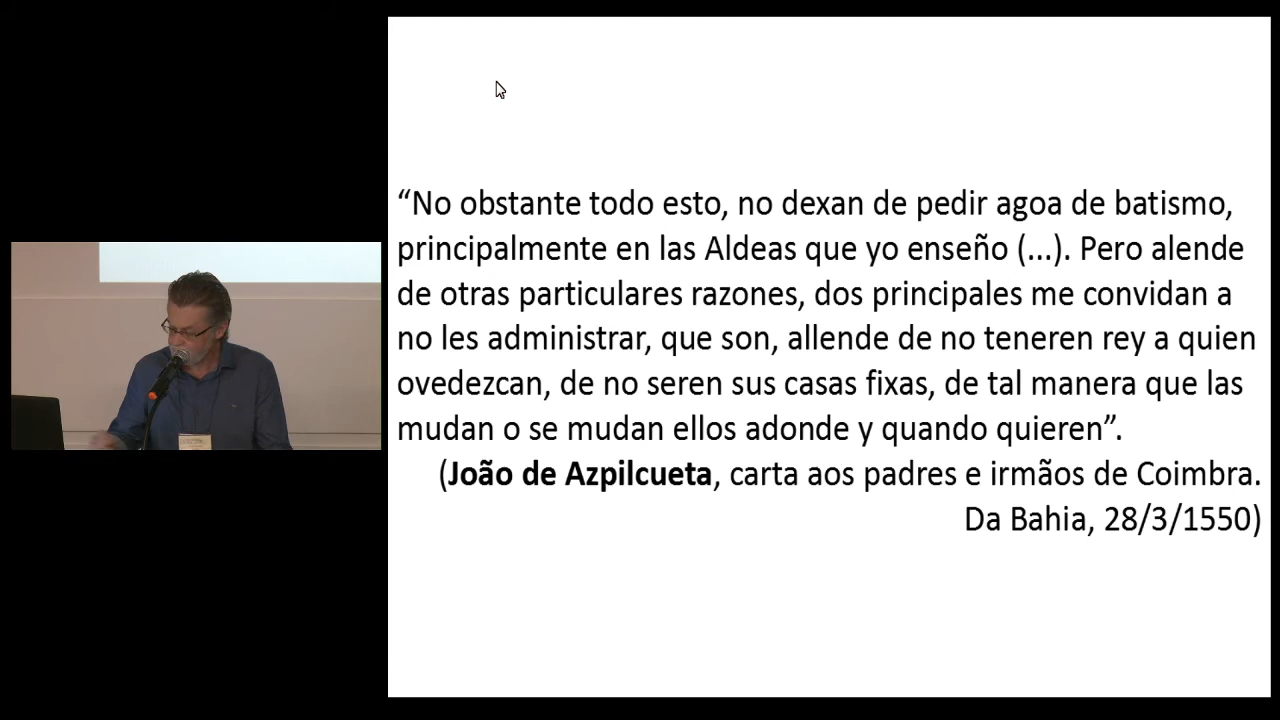 “No obstante todo esto, no dexan de pedir agoa de batismo,
principalmente en las Aldeas que yo enseño (...). Pero alende
de otras particulares razones, dos principales me convidan a
no les administrar, que son, allende de no teneren rey a quien
ovedezcan, de no seren sus casas fixas, de tal manera que las
mudan o se mudan ellos adonde y quando quieren”.
(João de Azpilcueta, carta aos padres e irmãos de Coimbra.
Da Bahia, 28/3/1550)